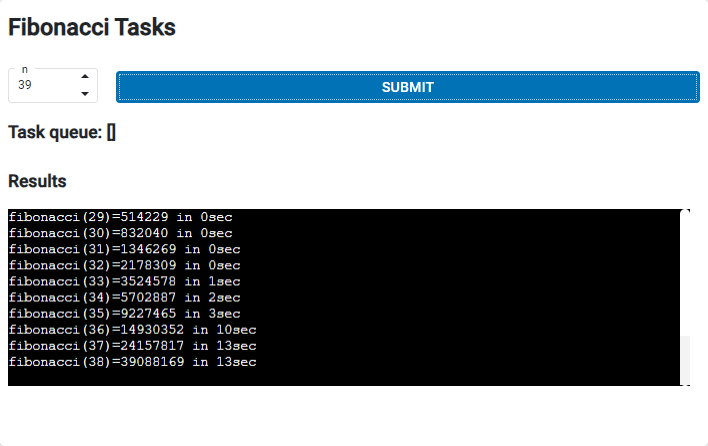 Fibonacci Tasks
n
39
SUBMIT
Task queue: []
Results
fibonacci(29)=514229 in 0sec
fibonacci(30)=832040 in 0sec
fibonacci(31)=1346269 in 0sec
fibonacci(32)=2178309 in 0sec
fibonacci(33)=3524578 in 1sec
fibonacci(34)=5702887 in 2sec
fibonacci(35)=9227465 in 3sec
fibonacci(36)=14930352 in 10sec
fibonacci(37)=24157817 in 13sec
fibonacci(38)=39088169 in 13sec